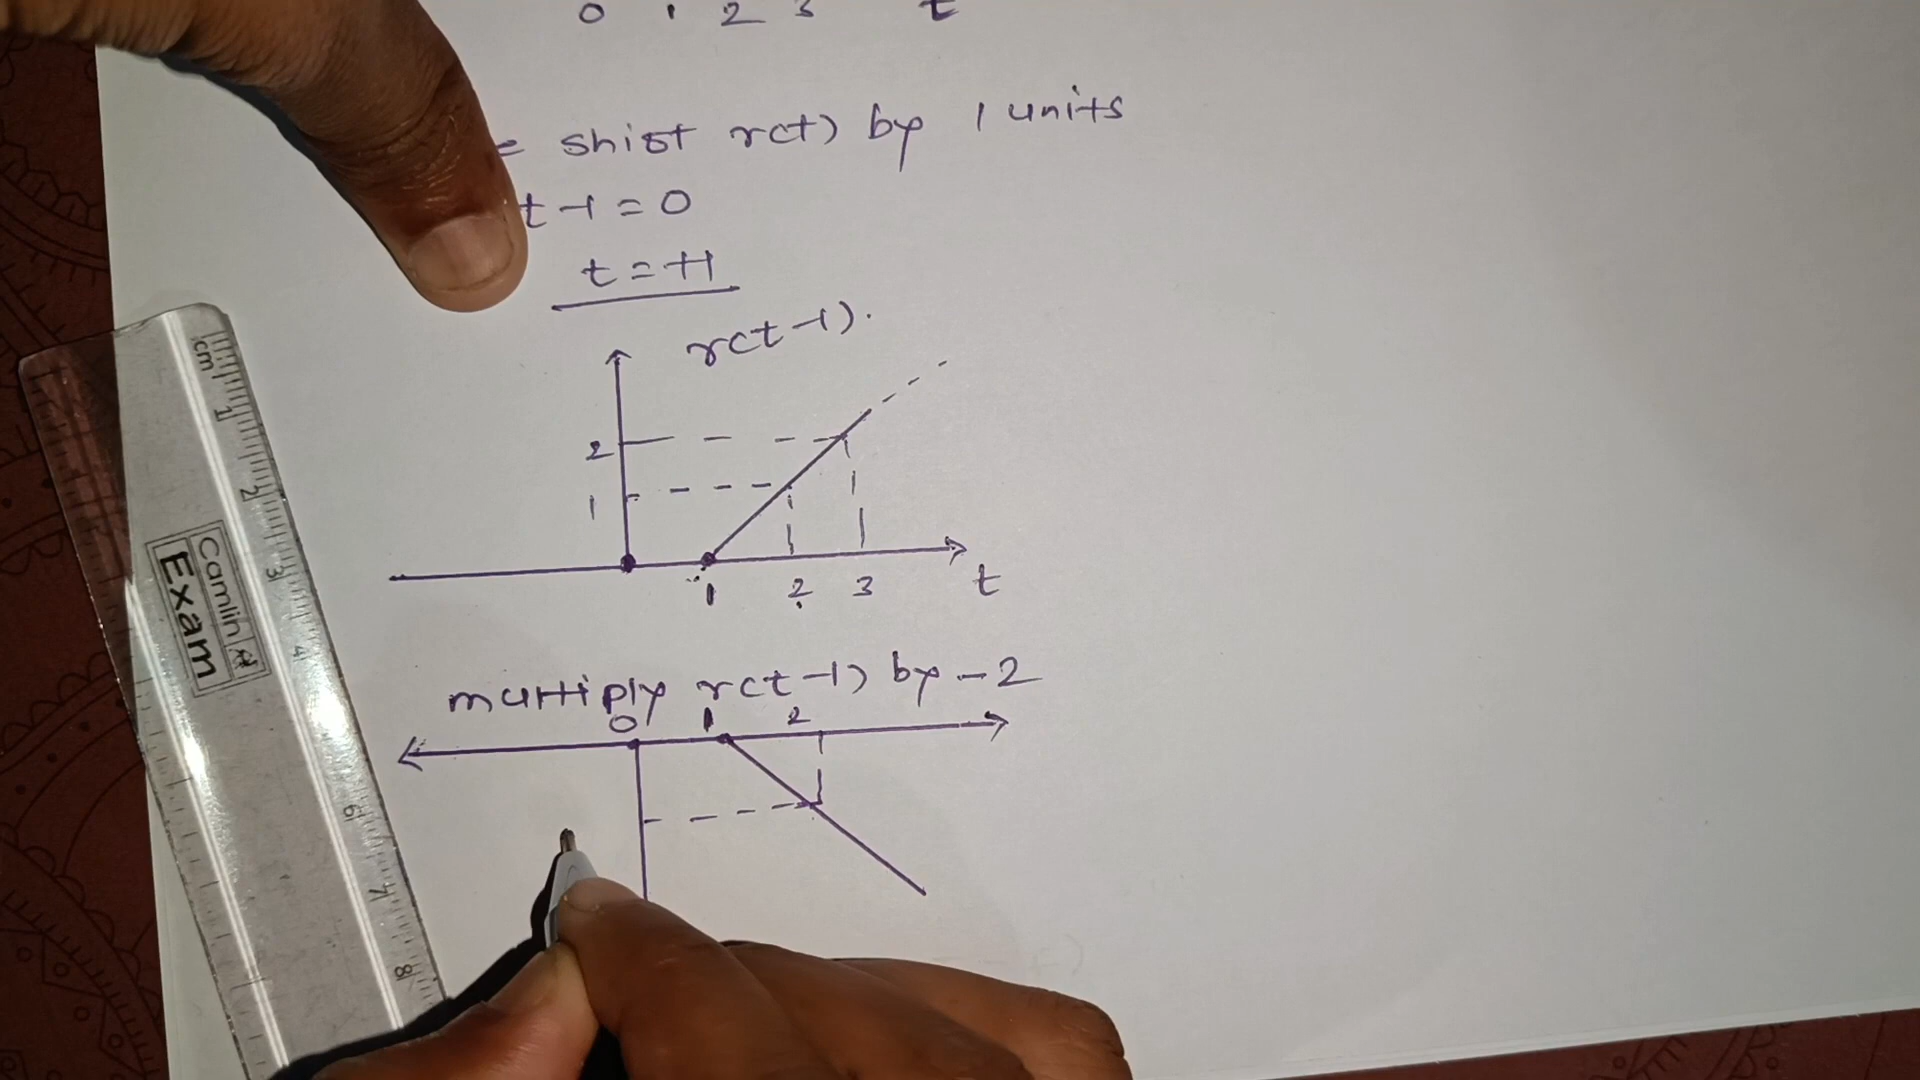 0 1 2 3 t
= shift r(t) by 1 units
t-1=0
t=+1
r(t-1).
2
1
1 2 3 t
multiply r(t-1) by -2
0 1 2
cm 1 2 3 4 6 7 8
Camlin
Exam